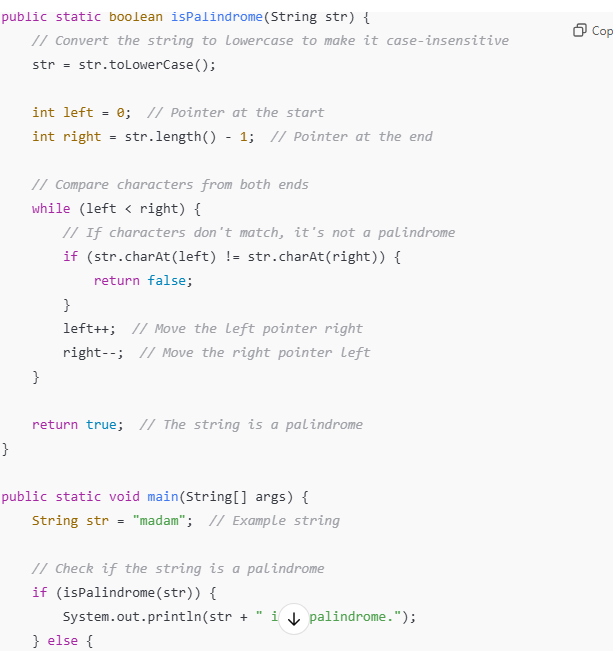 public static boolean isPalindrome(String str) {
Cop
// Convert the string to lowercase to make it case-insensitive
str = str.toLowerCase();
int left = 0;  // Pointer at the start
int right = str.length() - 1;  // Pointer at the end
// Compare characters from both ends
while (left < right) {
// If characters don't match, it's not a palindrome
if (str.charAt(left) != str.charAt(right)) {
return false;
}
left++;  // Move the left pointer right
right--;  // Move the right pointer left
}
return true;  // The string is a palindrome
}
public static void main(String[] args) {
String str = "madam";  // Example string
// Check if the string is a palindrome
if (isPalindrome(str)) {
System.out.println(str + " i palindrome.");
} else {